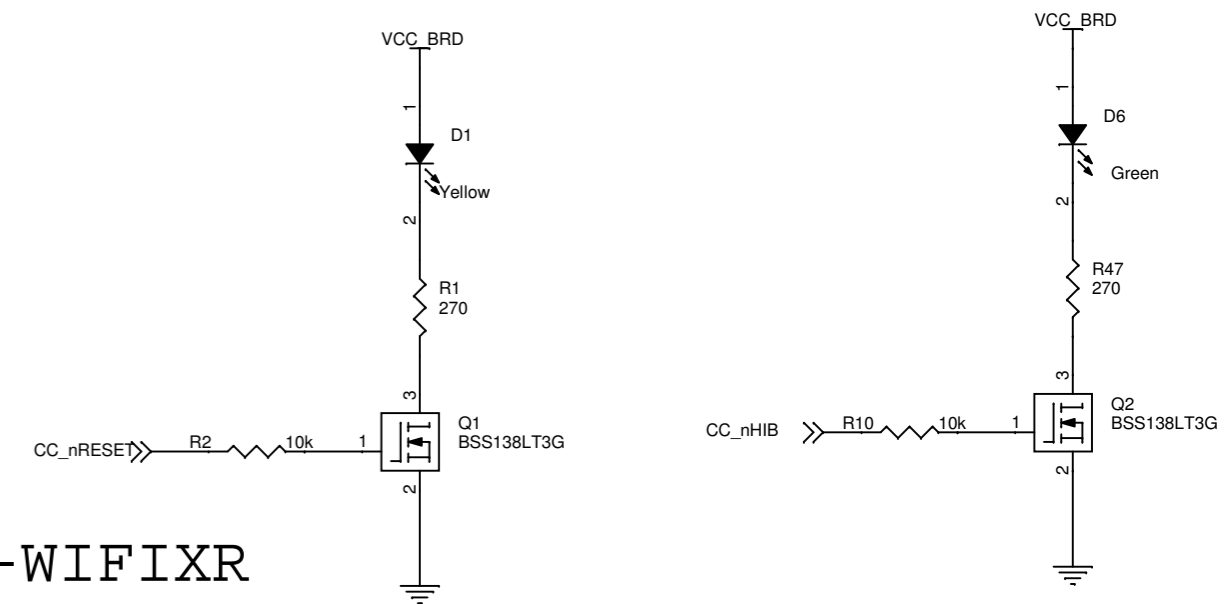 VCC_BRD
1
D1
Yellow
2
R1
270
3
Q1
BSS138LT3G
CC_nRESET
R2
10k
1
2
-WIFIXR
VCC_BRD
1
D6
Green
2
R47
270
3
Q2
BSS138LT3G
CC_nHIB
R10
10k
1
2